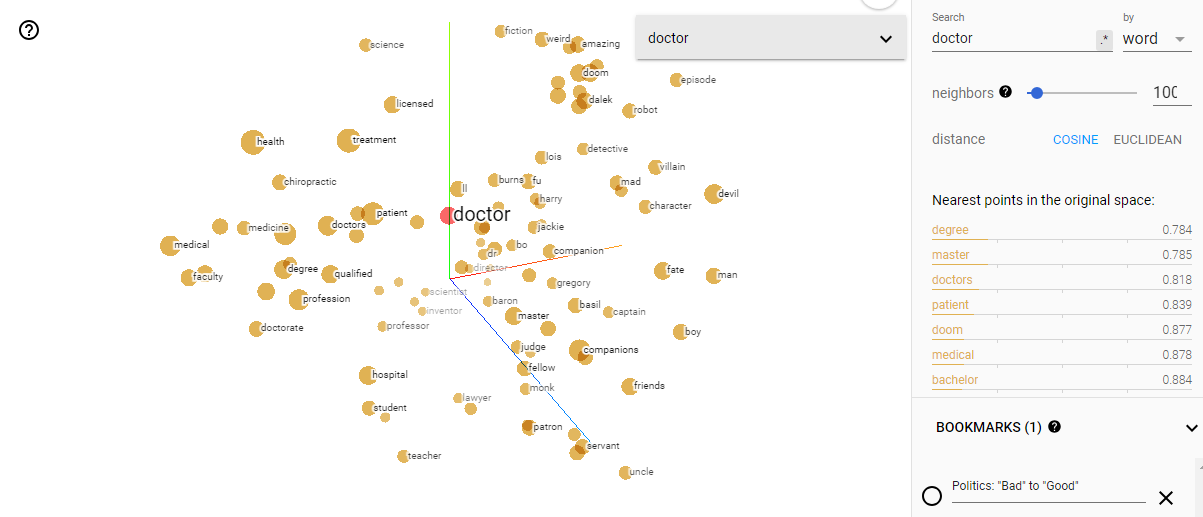 fiction
science
weird
amazing
doom
episode
dalek
licensed
robot
health
treatment
detective
lois
villain
chiropractic
ll
burns
fu
mad
devil
harry
character
patient
doctor
doctors
medicine
jackie
medical
bo
companion
dr
degree
director
faculty
qualified
fate
man
gregory
scientist
profession
baron
basil
inventor
captain
master
doctorate
professor
boy
judge
companions
fellow
hospital
monk
friends
lawyer
student
patron
servant
teacher
uncle
doctor
Search
by
doctor
.*
word
neighbors
100
distance
COSINE
EUCLIDEAN
Nearest points in the original space:
degree 0.784
master 0.785
doctors 0.818
patient 0.839
doom 0.877
medical 0.878
bachelor 0.884
BOOKMARKS (1)
Politics: "Bad" to "Good"